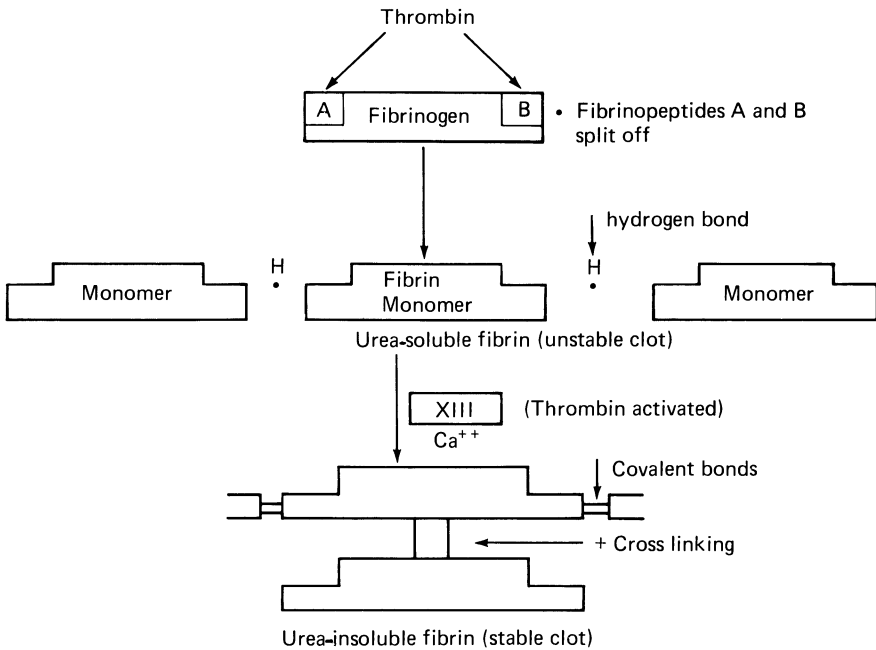 Thrombin
A
Fibrinogen
B
• Fibrinopeptides A and B
split off
hydrogen bond
H
H
Monomer
Fibrin
Monomer
Monomer
Urea-soluble fibrin (unstable clot)
XIII
(Thrombin activated)
Ca++
Covalent bonds
+ Cross linking
Urea-insoluble fibrin (stable clot)